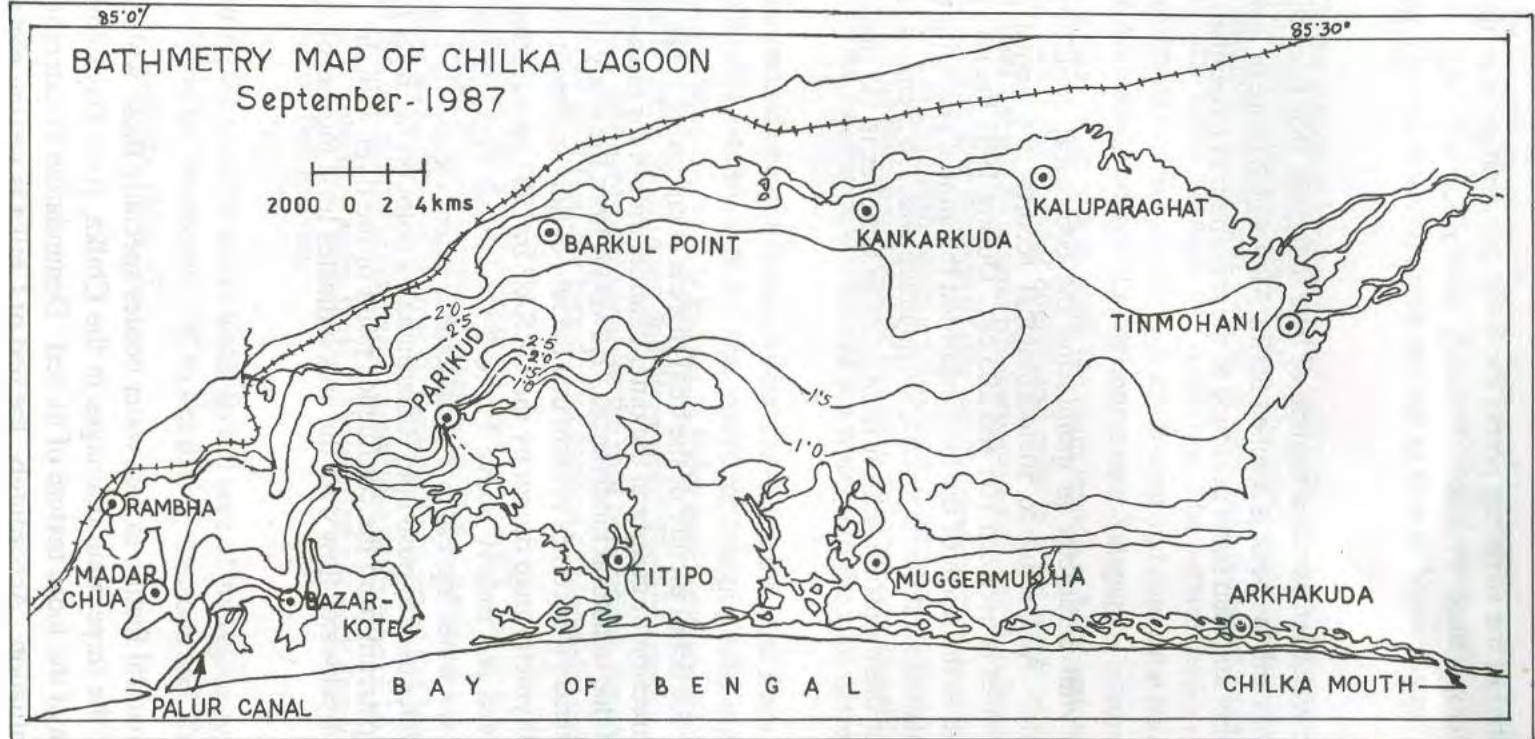 85.0/
85.30°
BATHMETRY MAP OF CHILKA LAGOON
September-1987
2000 0 2 4 kms
KALUPARAGHAT
KANKARKUDA
BARKUL POINT
TINMOHANI
2.0
2.5
2.5
2.0
1.5
1.0
PARIKUD
1.5
1.0
RAMBHA
MADAR
CHUA
BAZAR-
KOTE
TITIPO
MUGGERMUKHA
ARKHAKUDA
BAY OF BENGAL
CHILKA MOUTH
PALUR CANAL